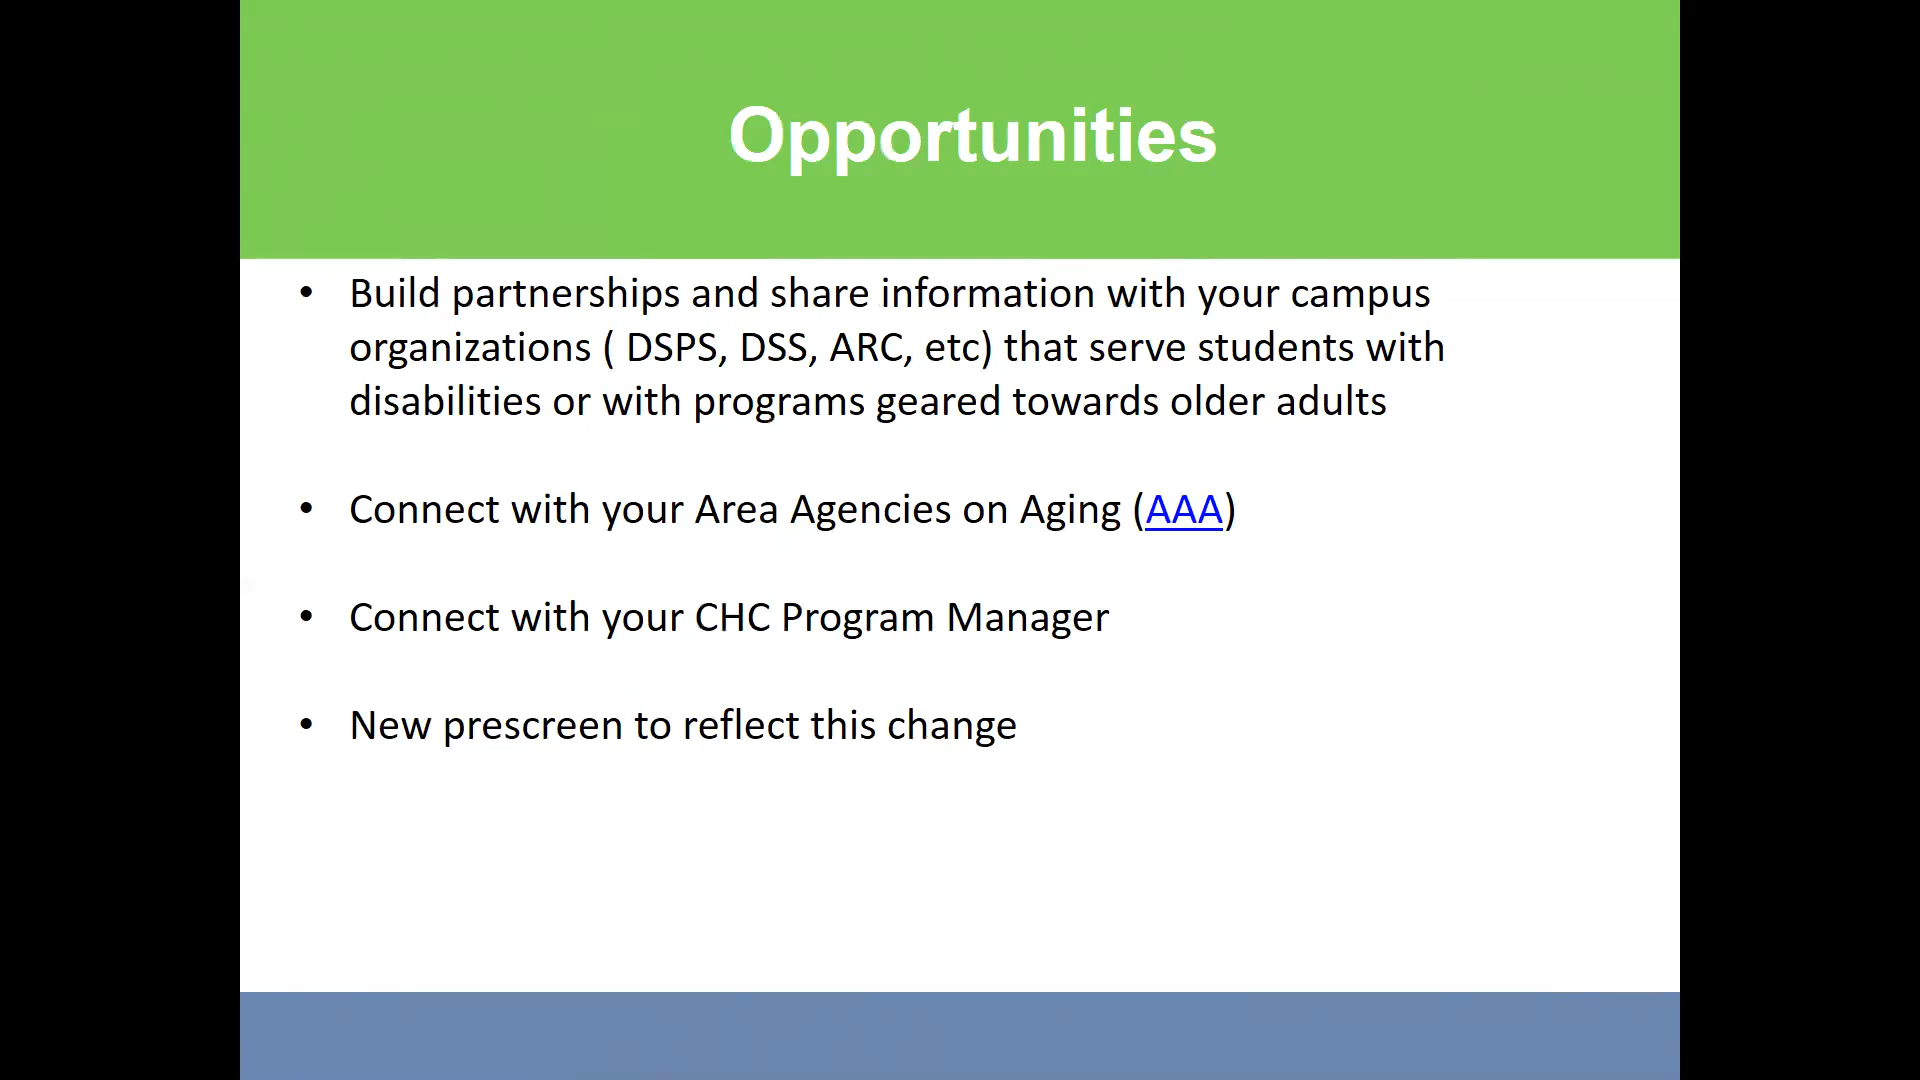 Opportunities
• Build partnerships and share information with your campus
organizations ( DSPS, DSS, ARC, etc) that serve students with
disabilities or with programs geared towards older adults
• Connect with your Area Agencies on Aging (AAA)
• Connect with your CHC Program Manager
• New prescreen to reflect this change